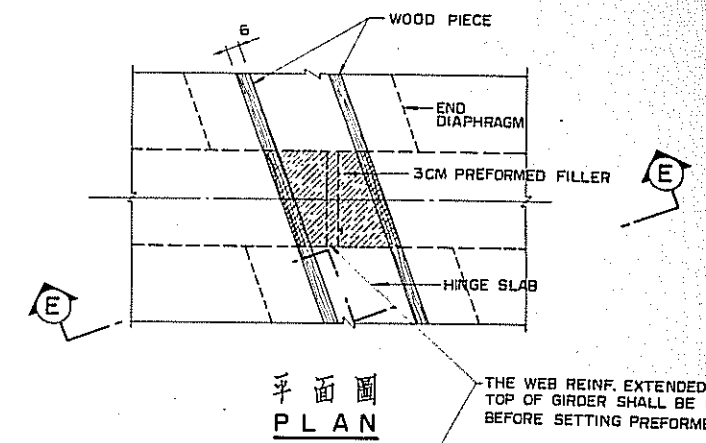 6
WOOD PIECE
END
DIAPHRAGM
3CM PREFORMED FILLER
E
HINGE SLAB
E
平面圖
PLAN
THE WEB REINF. EXTENDED
TOP OF GIRDER SHALL BE
BEFORE SETTING PREFORME